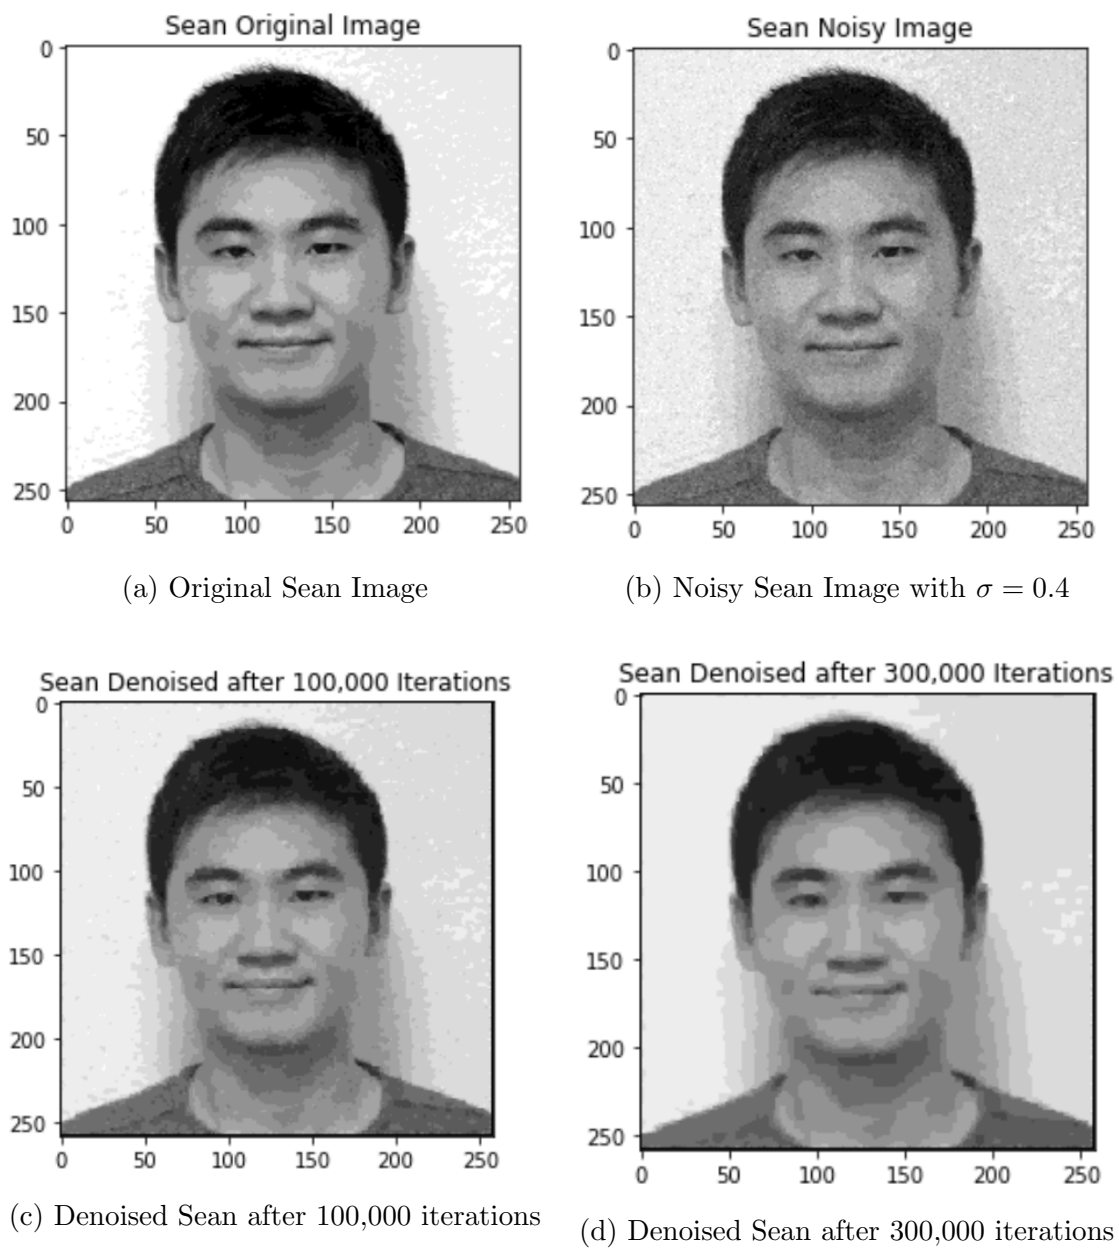 Sean Original Image
0
50
100
150
200
250
0 50 100 150 200 250
(a) Original Sean Image
Sean Noisy Image
0
50
100
150
200
250
0 50 100 150 200 250
(b) Noisy Sean Image with σ = 0.4
Sean Denoised after 100,000 Iterations
0
50
100
150
200
250
0 50 100 150 200 250
(c) Denoised Sean after 100,000 iterations
Sean Denoised after 300,000 Iterations
0
50
100
150
200
250
0 50 100 150 200 250
(d) Denoised Sean after 300,000 iterations